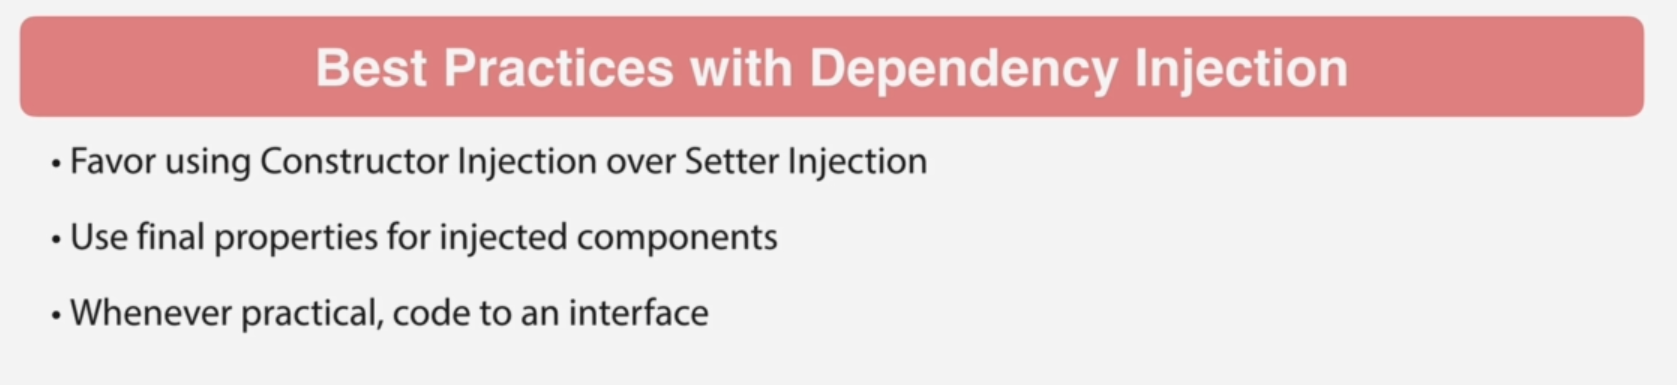 Best Practices with Dependency Injection
• Favor using Constructor Injection over Setter Injection
• Use final properties for injected components
• Whenever practical, code to an interface